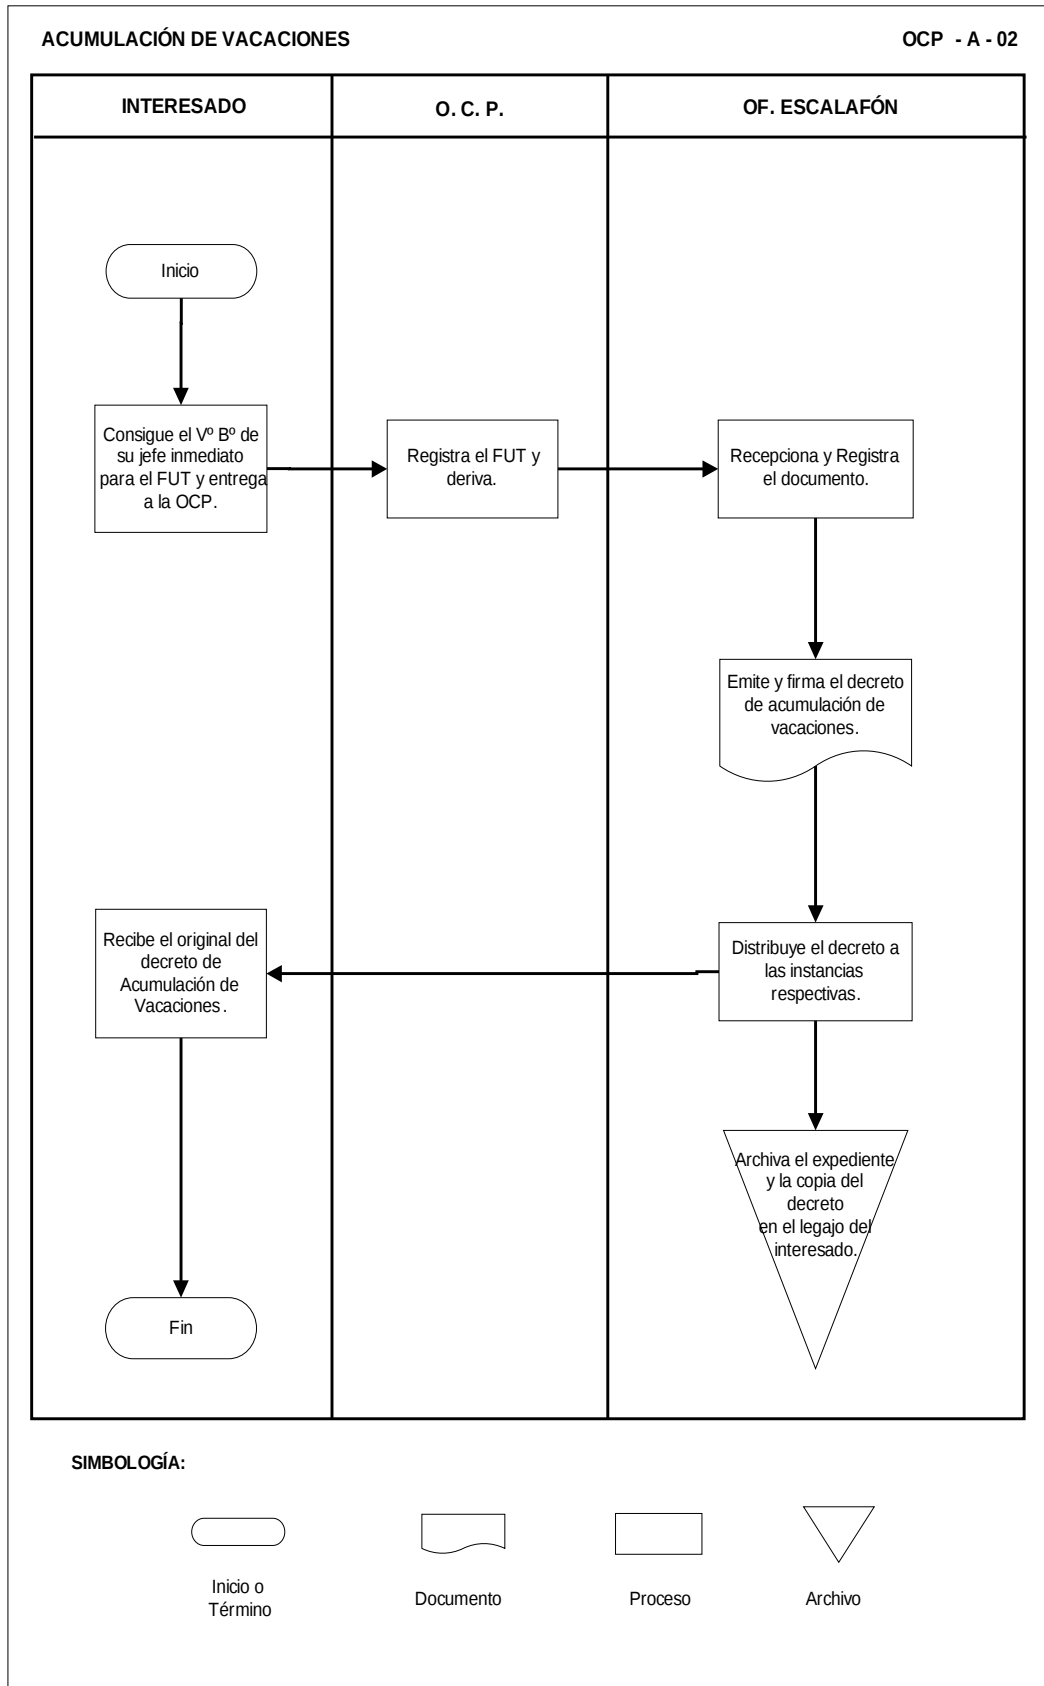 ACUMULACIÓN DE VACACIONES
OCP - A - 02
INTERESADO
O. C. P.
OF. ESCALAFÓN
Inicio
Consigue el Vº Bº de
su jefe inmediato
para el FUT y entrega
a la OCP.
Registra el FUT y
deriva.
Recepciona y Registra
el documento.
Emite y firma el decreto
de acumulación de
vacaciones.
Distribuye el decreto a
las instancias
respectivas.
Recibe el original del
decreto de
Acumulación de
Vacaciones.
Archiva el expediente
y la copia del
decreto
en el legajo del
interesado.
Fin
SIMBOLOGÍA:
Inicio o
Término
Documento
Proceso
Archivo